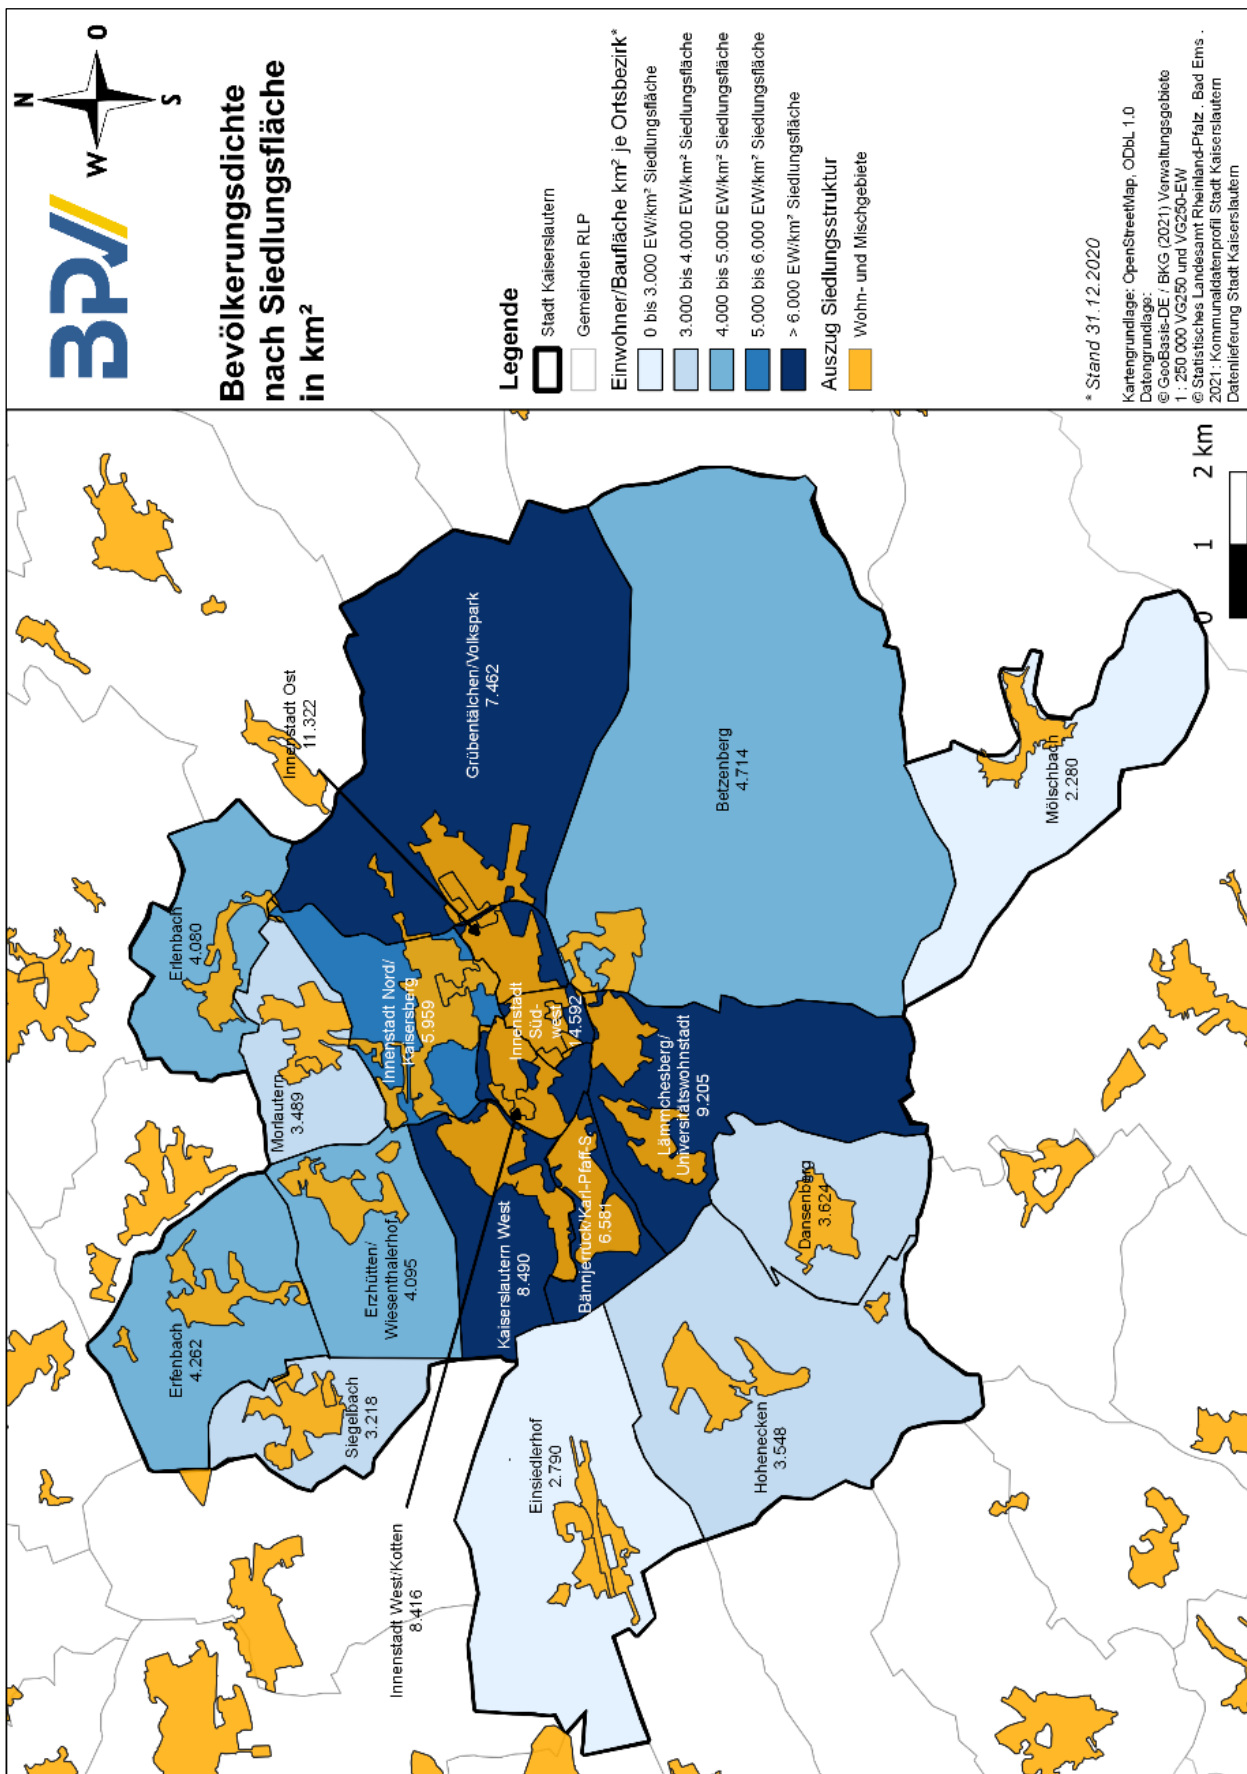 BPV
N
W
O
S
Bevölkerungsdichte
nach Siedlungsfläche
in km²
Legende
Stadt Kaiserslautern
Gemeinden RLP
Einwohner/Baufläche km² je Ortsbezirk*
0 bis 3.000 EW/km² Siedlungsfläche
3.000 bis 4.000 EW/km² Siedlungsfläche
4.000 bis 5.000 EW/km² Siedlungsfläche
5.000 bis 6.000 EW/km² Siedlungsfläche
> 6.000 EW/km² Siedlungsfläche
Auszug Siedlungsstruktur
Wohn- und Mischgebiete
* Stand 31.12.2020
Kartengrundlage: OpenStreetMap, ODbL 1.0
Datengrundlage:
© GeoBasis-DE / BKG (2021) Verwaltungsgebiete
1 : 250 000 VG250 und VG250-EW
© Statistisches Landesamt Rheinland-Pfalz . Bad Ems .
2021: Kommunaldatenprofil Stadt Kaiserslautern
Datenlieferung Stadt Kaiserslautern
Erfenbach
4.262
Siegelbach
3.218
Erzhütten/
Wiesenthalerhof
4.095
Morlautern
3.489
Erlenbach
4.080
Innenstadt Ost
11.322
Innenstadt Nord/
Kaisersberg
5.959
Grübentälchen/Volkspark
7.462
Innenstadt West/Kotten
8.416
Kaiserslautern West
8.490
Innenstadt
Süd-
west
14.592
Bännjerrück/Karl-Pfaff-S.
6.581
Lämmchesberg/
Universitätswohnstadt
9.205
Betzenberg
4.714
Einsiedlerhof
2.790
Hohenecken
3.548
Dansenberg
3.624
Mölschbach
2.280
0
1
2 km